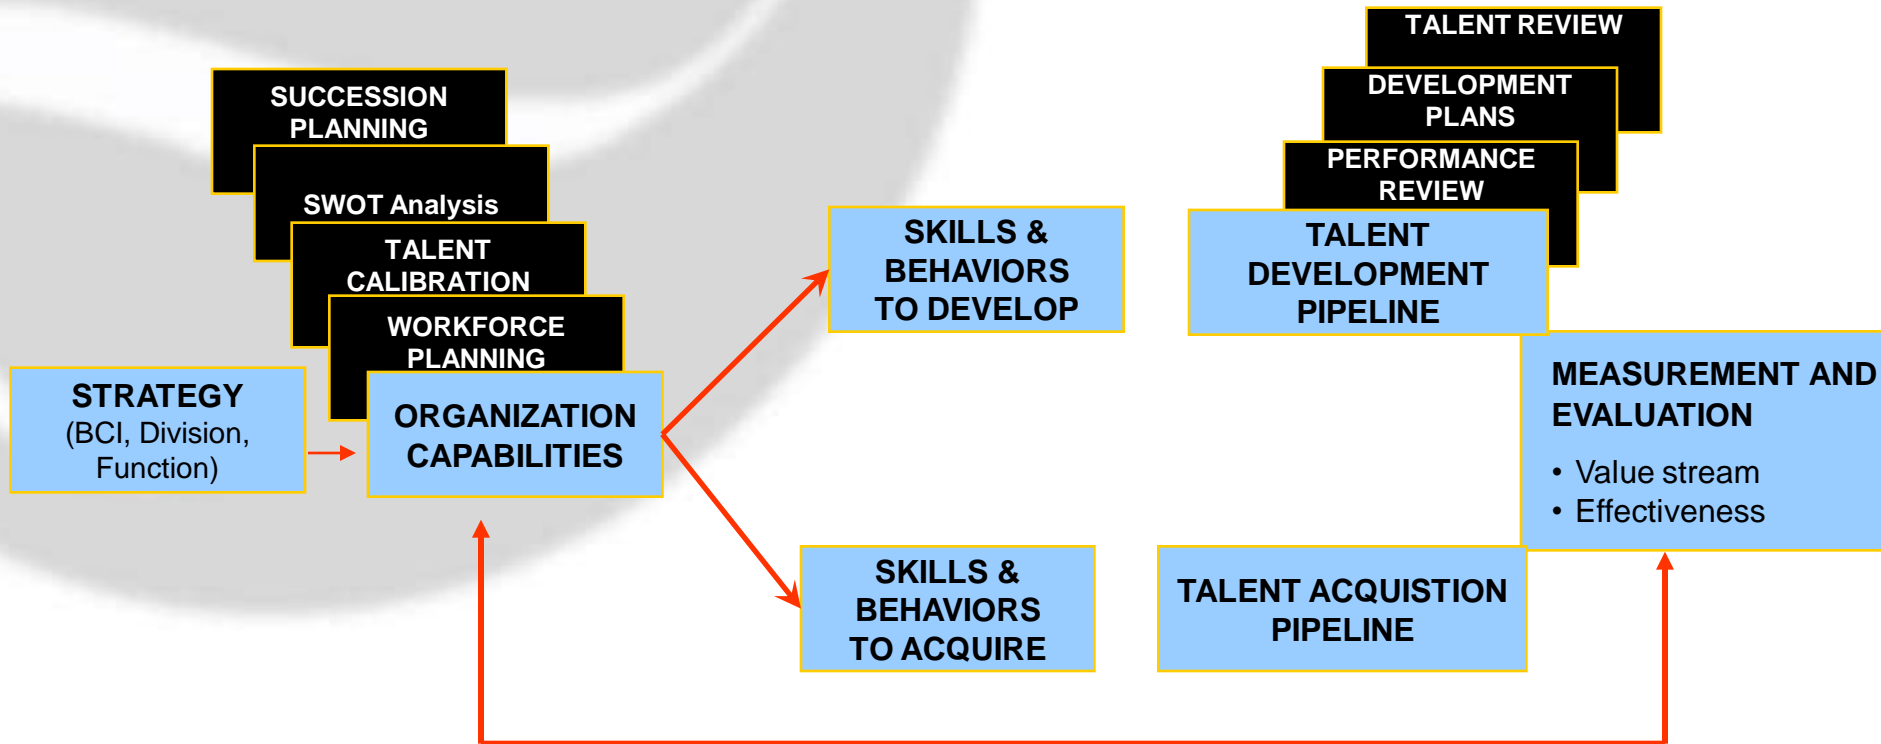 SUCCESSION
PLANNING
SWOT Analysis
TALENT
CALIBRATION
WORKFORCE
PLANNING
STRATEGY
(BCI, Division,
Function)
ORGANIZATION
CAPABILITIES
SKILLS &
BEHAVIORS
TO DEVELOP
SKILLS &
BEHAVIORS
TO ACQUIRE
TALENT REVIEW
DEVELOPMENT
PLANS
PERFORMANCE
REVIEW
TALENT
DEVELOPMENT
PIPELINE
TALENT ACQUISTION
PIPELINE
MEASUREMENT AND
EVALUATION
• Value stream
• Effectiveness